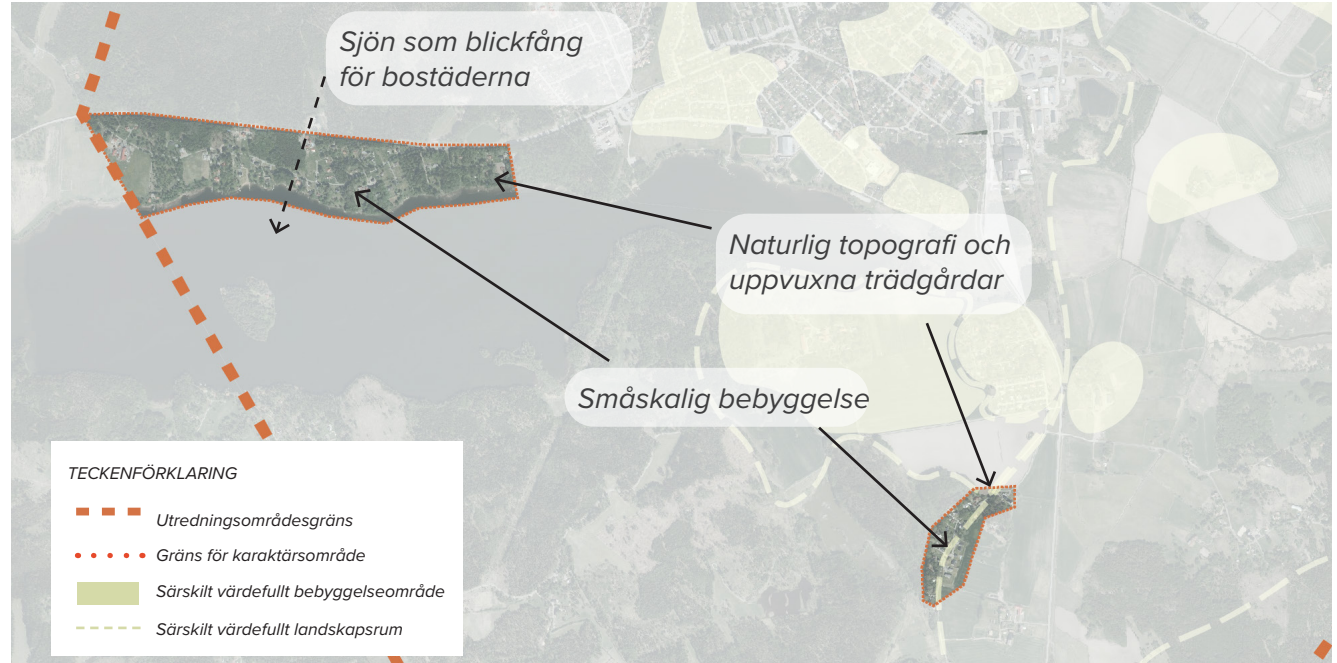 Sjön som blickfång
för bostäderna
Naturlig topografi och
uppvuxna trädgårdar
Småskalig bebyggelse
TECKENFÖRKLARING
Utredningsområdesgräns
Gräns för karaktärsområde
Särskilt värdefullt bebyggelseområde
Särskilt värdefullt landskapsrum